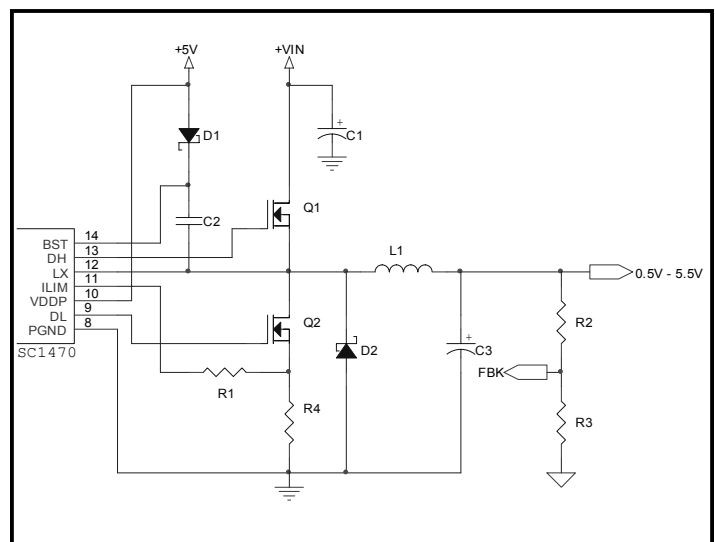 +5V
+VIN
D1
+
C1
C2
Q1
BST 14
DH 13
LX 12
ILIM 11
VDDP 10
DL 9
PGND 8
SC1470
L1
0.5V - 5.5V
Q2
D2
+
C3
R2
FBK
R1
R4
R3